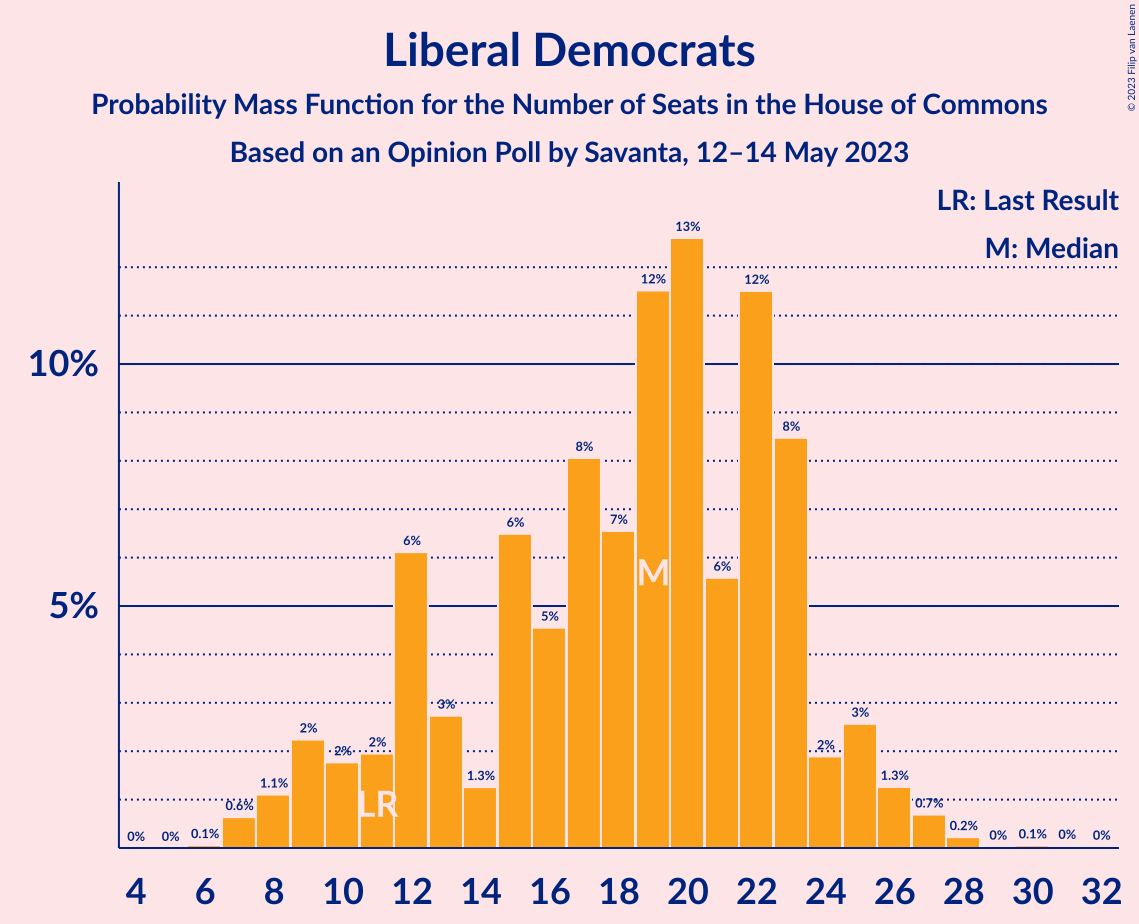 Liberal Democrats
Probability Mass Function for the Number of Seats in the House of Commons
Based on an Opinion Poll by Savanta, 12–14 May 2023
© 2023 Filip van Laenen
LR: Last Result
M: Median
10%
5%
0% 0% 0.1% 0.6% 1.1% 2% 2% 2% 6% 3% 1.3% 6% 5% 8% 7% 12% 13% 6% 12% 8% 2% 3% 1.3% 0.7% 0.2% 0% 0.1% 0% 0%
M
LR
4 6 8 10 12 14 16 18 20 22 24 26 28 30 32